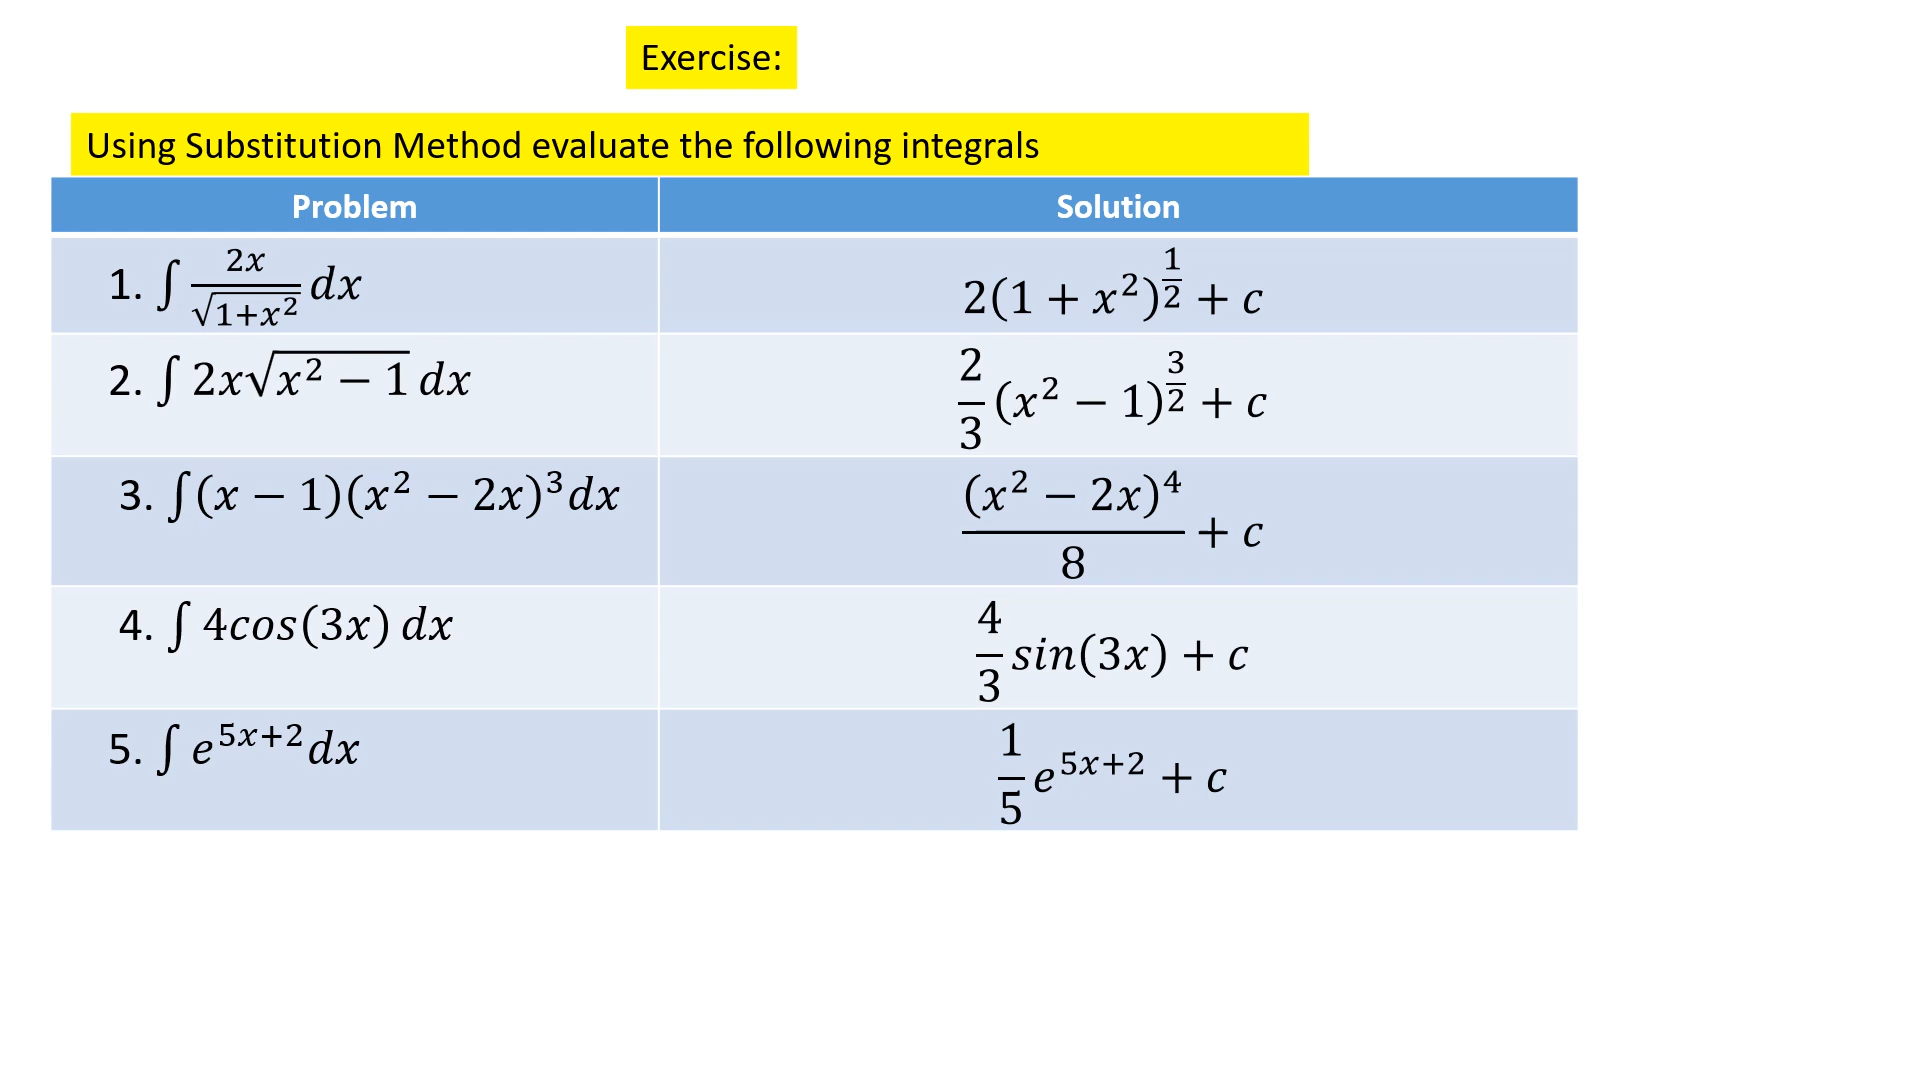 Exercise:
Using Substitution Method evaluate the following integrals
Problem Solution
1. ∫ 2x/√(1+x²) dx 2(1 + x²)^(1/2) + c
2. ∫ 2x√(x² − 1) dx 2/3 (x² − 1)^(3/2) + c
3. ∫(x − 1)(x² − 2x)³dx (x² − 2x)⁴/8 + c
4. ∫ 4cos(3x) dx 4/3 sin(3x) + c
5. ∫ e^(5x+2)dx 1/5 e^(5x+2) + c